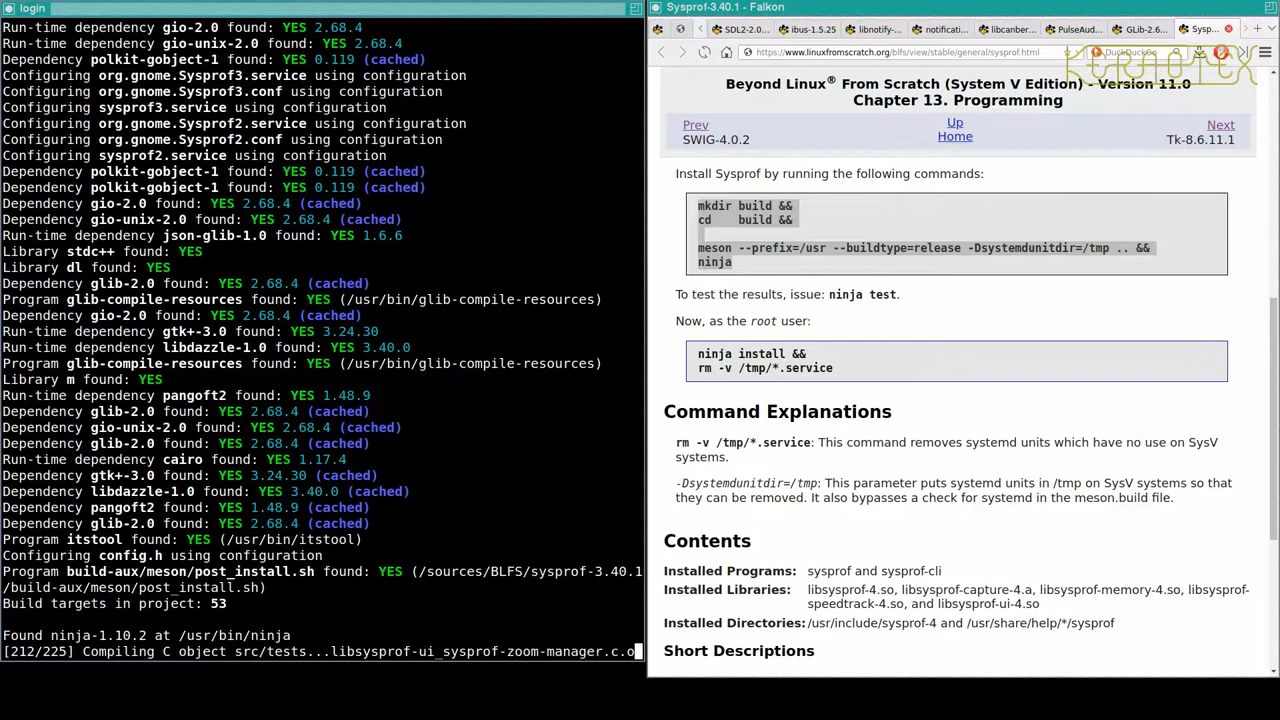 login
Run-time dependency gio-2.0 found: YES 2.68.4
Run-time dependency gio-unix-2.0 found: YES 2.68.4
Dependency polkit-gobject-1 found: YES 0.119 (cached)
Configuring org.gnome.Sysprof3.service using configuration
Configuring org.gnome.Sysprof3.conf using configuration
Configuring sysprof3.service using configuration
Configuring org.gnome.Sysprof2.service using configuration
Configuring org.gnome.Sysprof2.conf using configuration
Configuring sysprof2.service using configuration
Dependency polkit-gobject-1 found: YES 0.119 (cached)
Dependency polkit-gobject-1 found: YES 0.119 (cached)
Dependency gio-2.0 found: YES 2.68.4 (cached)
Dependency gio-unix-2.0 found: YES 2.68.4 (cached)
Run-time dependency json-glib-1.0 found: YES 1.6.6
Library stdc++ found: YES
Library dl found: YES
Dependency glib-2.0 found: YES 2.68.4 (cached)
Program glib-compile-resources found: YES (/usr/bin/glib-compile-resources)
Dependency gio-2.0 found: YES 2.68.4 (cached)
Run-time dependency gtk+-3.0 found: YES 3.24.30
Run-time dependency libdazzle-1.0 found: YES 3.40.0
Program glib-compile-resources found: YES (/usr/bin/glib-compile-resources)
Library m found: YES
Run-time dependency pangoft2 found: YES 1.48.9
Dependency glib-2.0 found: YES 2.68.4 (cached)
Dependency gio-unix-2.0 found: YES 2.68.4 (cached)
Dependency glib-2.0 found: YES 2.68.4 (cached)
Run-time dependency cairo found: YES 1.17.4
Dependency gtk+-3.0 found: YES 3.24.30 (cached)
Dependency libdazzle-1.0 found: YES 3.40.0 (cached)
Dependency pangoft2 found: YES 1.48.9 (cached)
Dependency glib-2.0 found: YES 2.68.4 (cached)
Program itstool found: YES (/usr/bin/itstool)
Configuring config.h using configuration
Program build-aux/meson/post_install.sh found: YES (/sources/BLFS/sysprof-3.40.1
/build-aux/meson/post_install.sh)
Build targets in project: 53
Found ninja-1.10.2 at /usr/bin/ninja
[212/225] Compiling C object src/tests...libsysprof-ui_sysprof-zoom-manager.c.o
Sysprof-3.40.1 - Falkon
SDL2-2.0... ibus-1.5.25 libnotify-... notificati... libcanber... PulseAud... GLib-2.6... Sysp...
https://www.linuxfromscratch.org/blfs/view/stable/general/sysprof.html DuckDuckGo
KERNOTEX
Beyond Linux® From Scratch (System V Edition) - Version 11.0
Chapter 13. Programming
Prev Up Next
SWIG-4.0.2 Home Tk-8.6.11.1
Install Sysprof by running the following commands:
mkdir build &&
cd build &&
meson --prefix=/usr --buildtype=release -Dsystemdunitdir=/tmp .. &&
ninja
To test the results, issue: ninja test.
Now, as the root user:
ninja install &&
rm -v /tmp/*.service
Command Explanations
rm -v /tmp/*.service: This command removes systemd units which have no use on SysV
systems.
-Dsystemdunitdir=/tmp: This parameter puts systemd units in /tmp on SysV systems so that
they can be removed. It also bypasses a check for systemd in the meson.build file.
Contents
Installed Programs: sysprof and sysprof-cli
Installed Libraries: libsysprof-4.so, libsysprof-capture-4.a, libsysprof-memory-4.so, libsysprof-
speedtrack-4.so, and libsysprof-ui-4.so
Installed Directories: /usr/include/sysprof-4 and /usr/share/help/*/sysprof
Short Descriptions